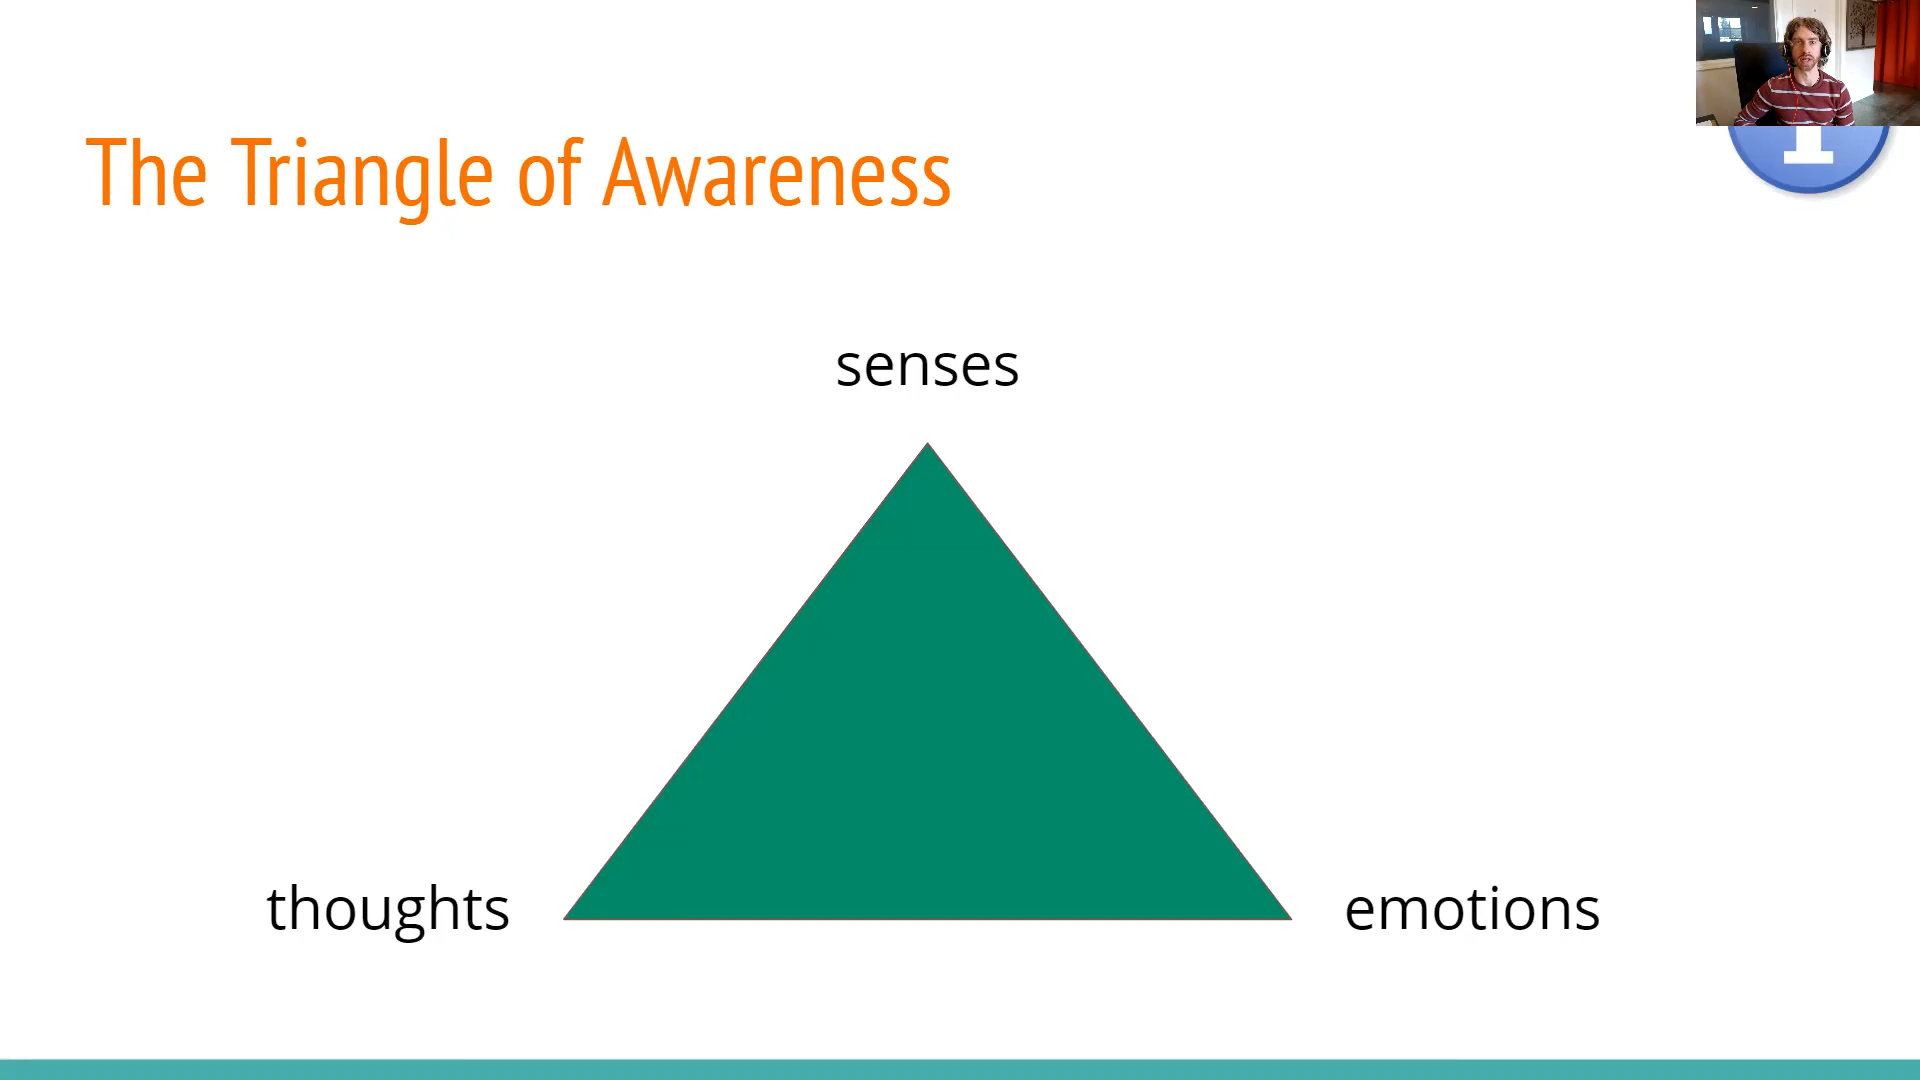 The Triangle of Awareness
senses
thoughts
emotions